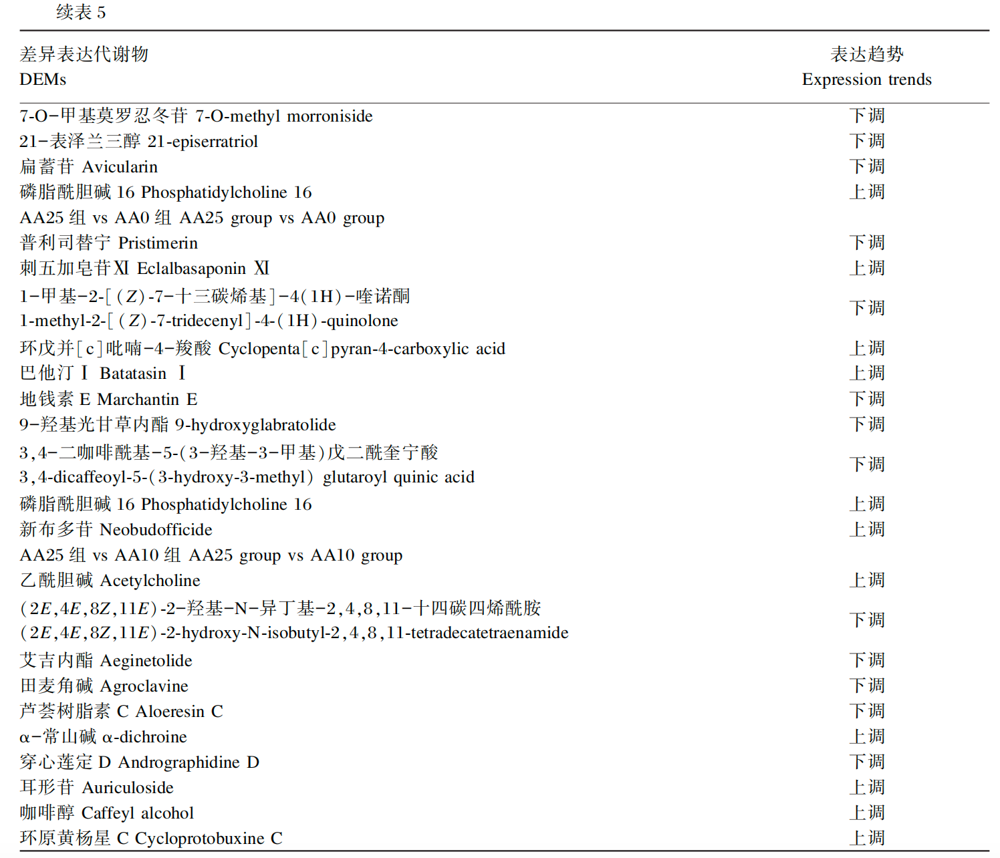 续表 5
差异表达代谢物 表达趋势
DEMs Expression trends
7-O-甲基莫罗忍冬苷 7-O-methyl morroniside 下调
21-表泽兰三醇 21-episerratriol 下调
扁蓄苷 Avicularin 下调
磷脂酰胆碱 16 Phosphatidylcholine 16 上调
AA25 组 vs AA0 组 AA25 group vs AA0 group
普利司替宁 Pristimerin 下调
刺五加皂苷Ⅺ Eclalbasaponin Ⅺ 上调
1-甲基-2-[(Z)-7-十三碳烯基]-4(1H)-喹诺酮
1-methyl-2-[(Z)-7-tridecenyl]-4-(1H)-quinolone 下调
环戊并[c]吡喃-4-羧酸 Cyclopenta[c]pyran-4-carboxylic acid 上调
巴他汀Ⅰ Batatasin Ⅰ 上调
地钱素 E Marchantin E 下调
9-羟基光甘草内酯 9-hydroxyglabratolide 下调
3,4-二咖啡酰基-5-(3-羟基-3-甲基)戊二酰奎宁酸
3,4-dicaffeoyl-5-(3-hydroxy-3-methyl) glutaroyl quinic acid 下调
磷脂酰胆碱 16 Phosphatidylcholine 16 上调
新布多苷 Neobudofficide 上调
AA25 组 vs AA10 组 AA25 group vs AA10 group
乙酰胆碱 Acetylcholine 上调
(2E,4E,8Z,11E)-2-羟基-N-异丁基-2,4,8,11-十四碳四烯酰胺
(2E,4E,8Z,11E)-2-hydroxy-N-isobutyl-2,4,8,11-tetradecatetraenamide 下调
艾吉内酯 Aeginetolide 下调
田麦角碱 Agroclavine 下调
芦荟树脂素 C Aloeresin C 下调
α-常山碱 α-dichroine 上调
穿心莲定 D Andrographidine D 下调
耳形苷 Auriculoside 上调
咖啡醇 Caffeyl alcohol 上调
环原黄杨星 C Cycloprotobuxine C 上调